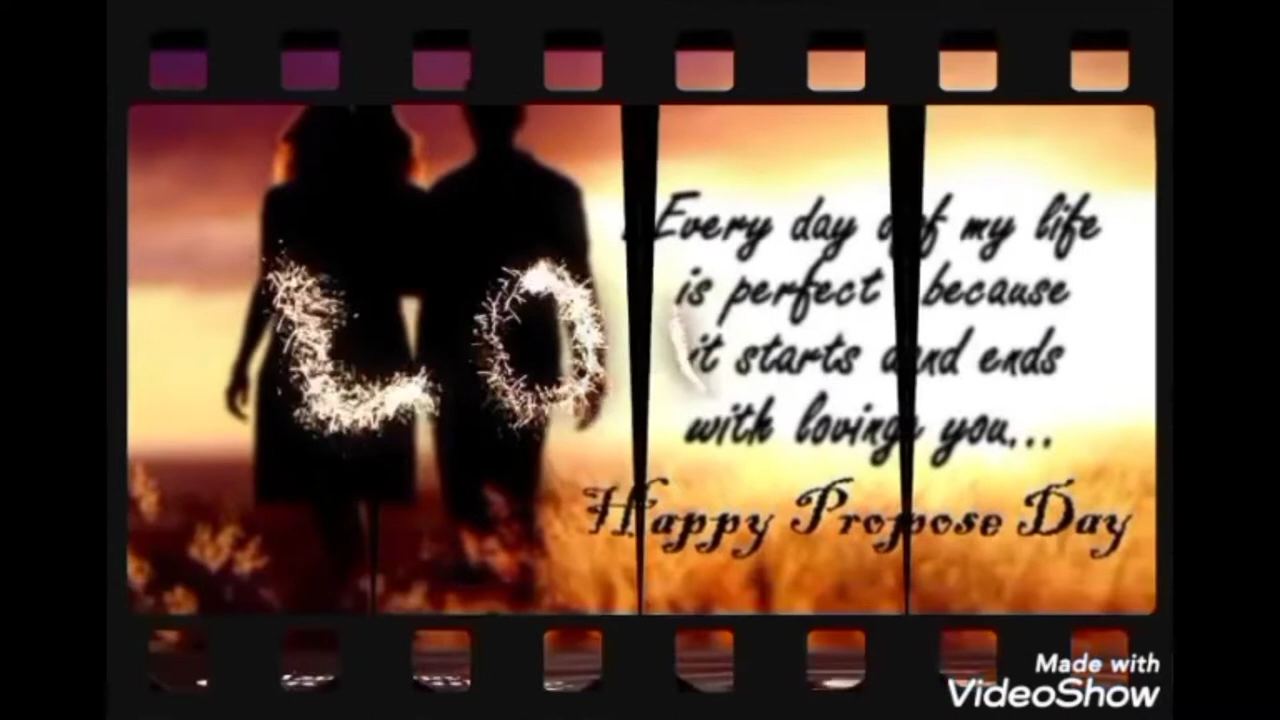 LO
Every day of my life
is perfect because
it starts and ends
with loving you...
Happy Propose Day
Made with
VideoShow